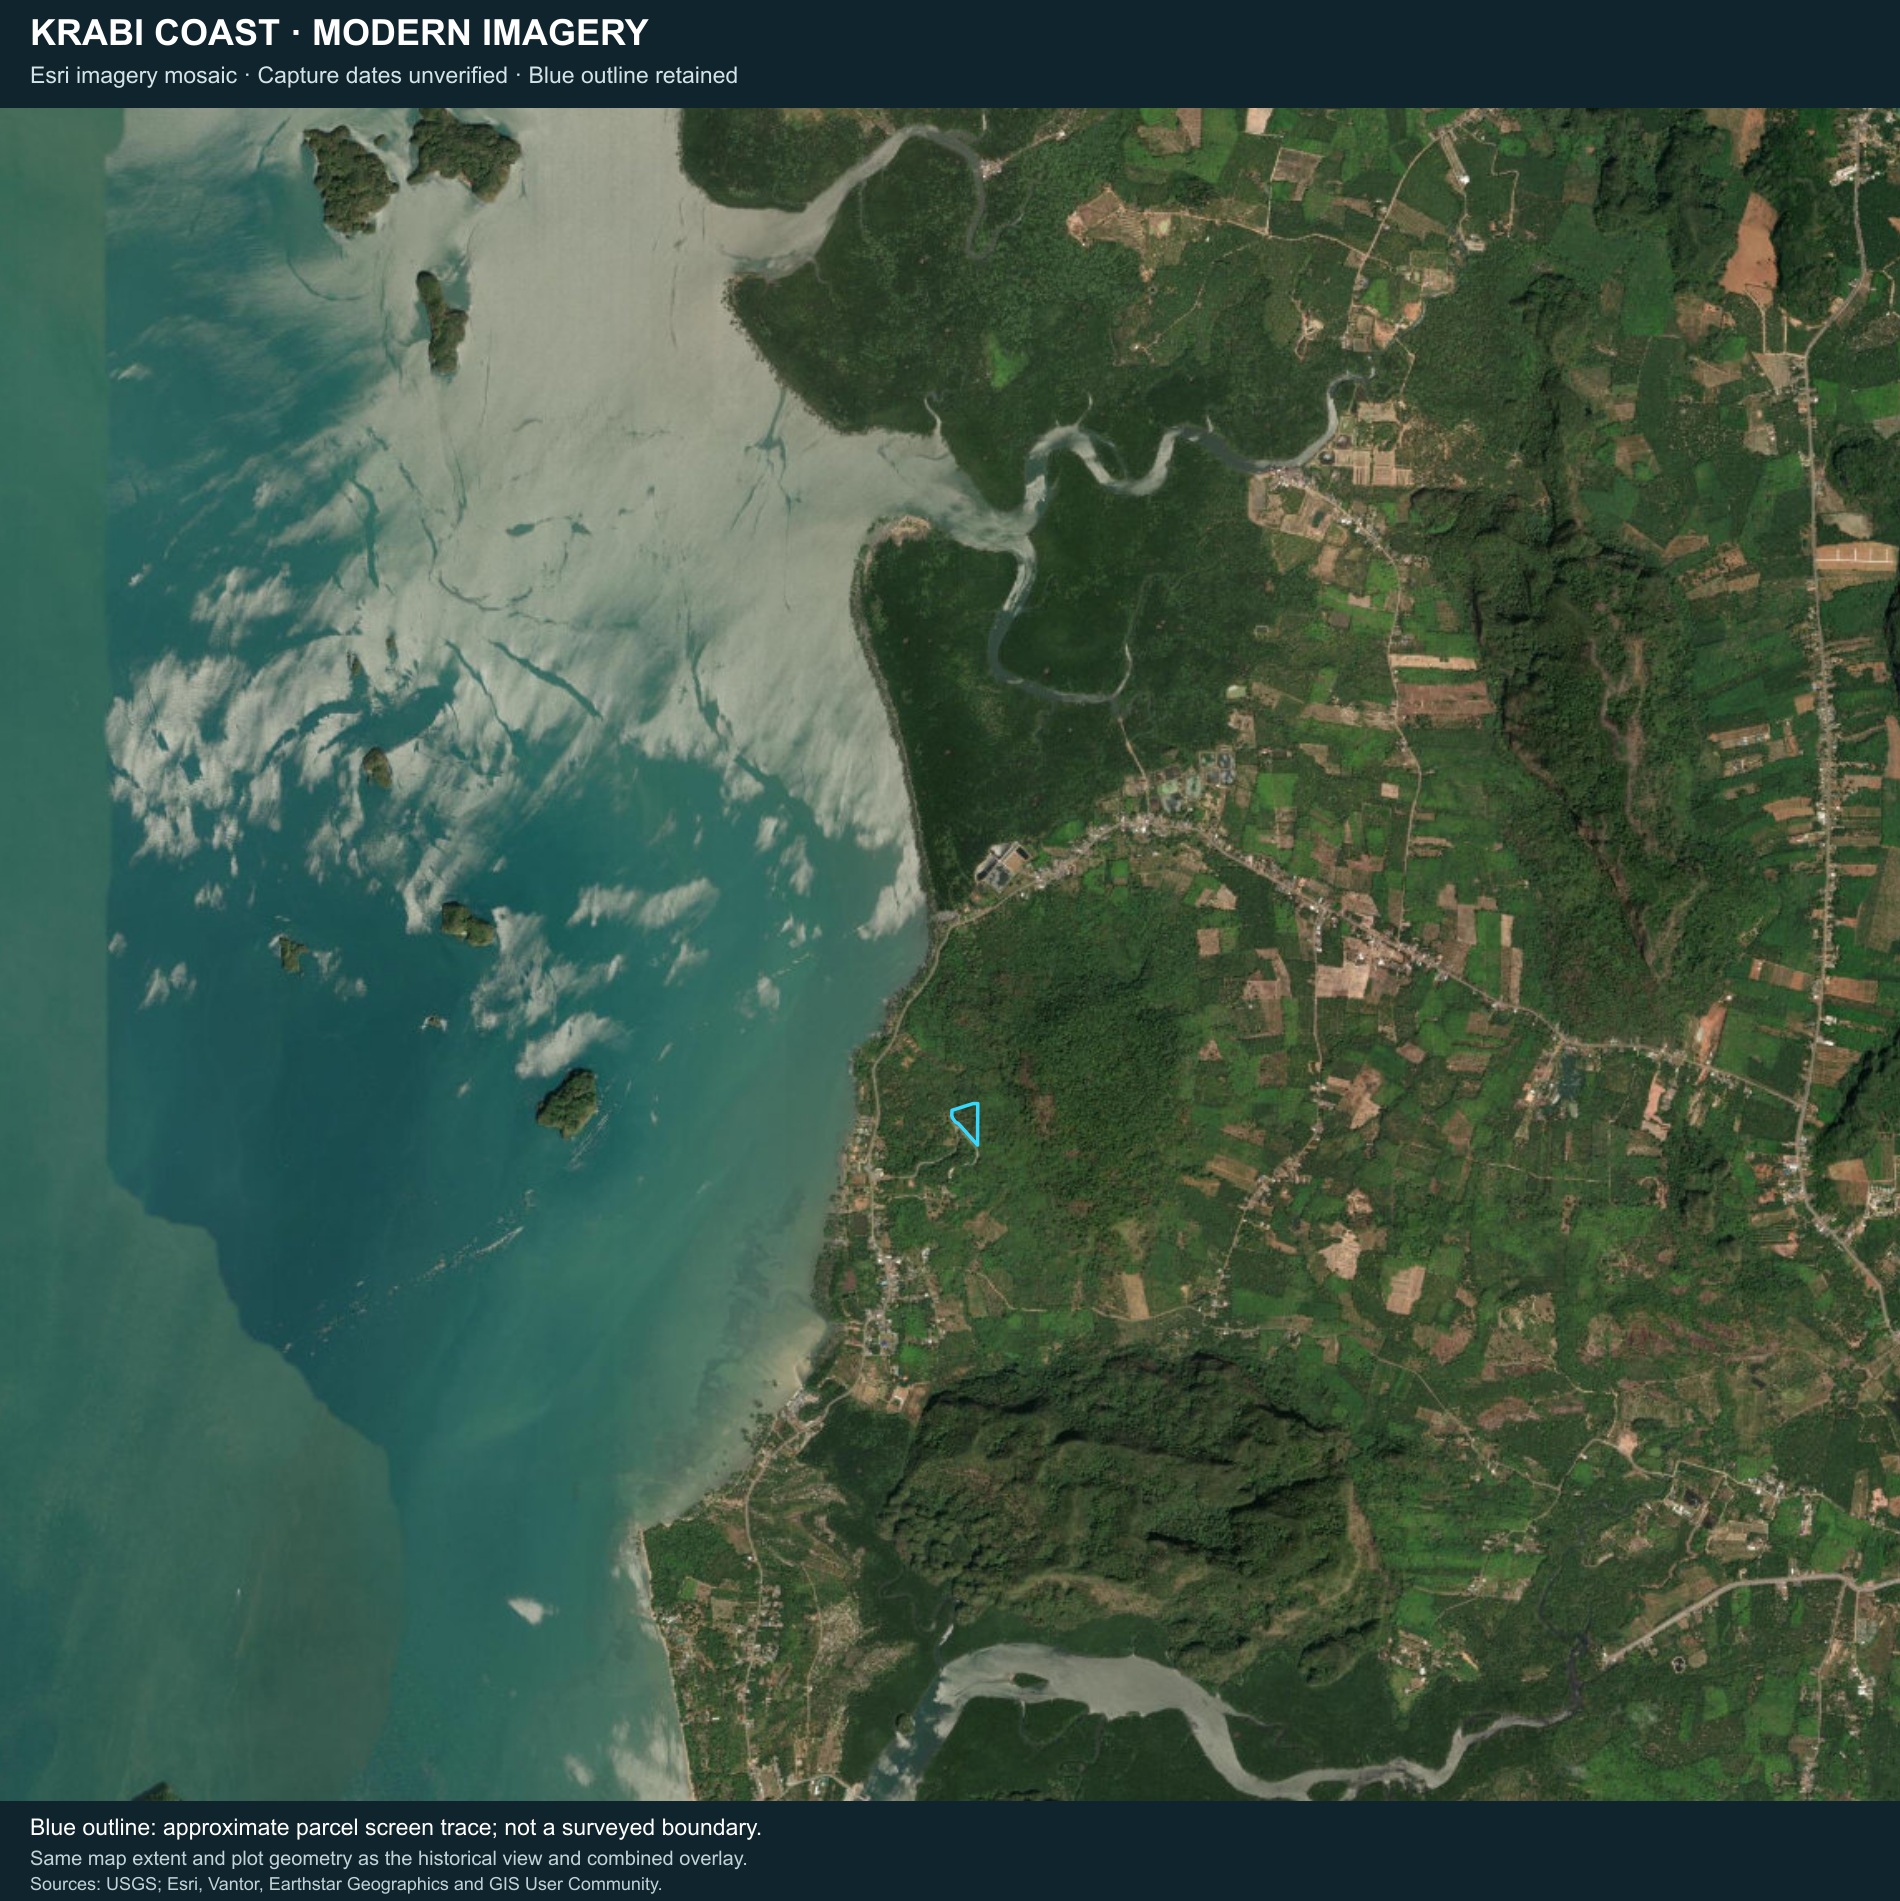 KRABI COAST · MODERN IMAGERY
Esri imagery mosaic · Capture dates unverified · Blue outline retained
Blue outline: approximate parcel screen trace; not a surveyed boundary.
Same map extent and plot geometry as the historical view and combined overlay.
Sources: USGS; Esri, Vantor, Earthstar Geographics and GIS User Community.